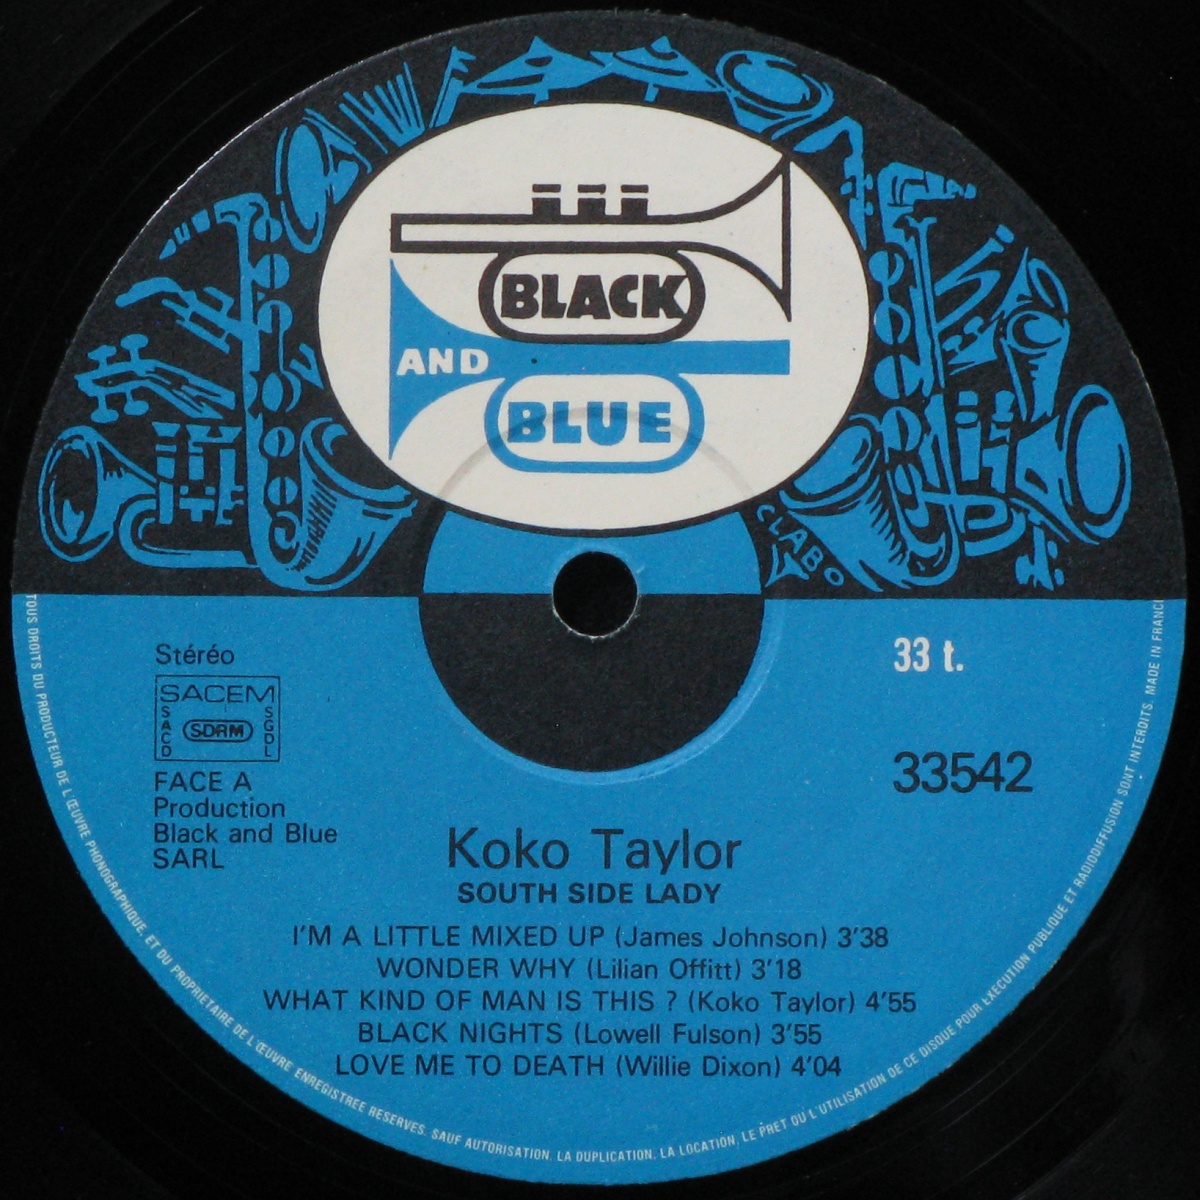 BLACK
AND
BLUE
CLABO
Stéréo
33 t.
SACEM
SACD
SDRM
SGDL
33542
FACE A
Production
Black and Blue
SARL
Koko Taylor
SOUTH SIDE LADY
I'M A LITTLE MIXED UP (James Johnson) 3'38
WONDER WHY (Lilian Offitt) 3'18
WHAT KIND OF MAN IS THIS ? (Koko Taylor) 4'55
BLACK NIGHTS (Lowell Fulson) 3'55
LOVE ME TO DEATH (Willie Dixon) 4'04
TOUS DROITS DU PRODUCTEUR DE L'ŒUVRE PHONOGRAPHIQUE, ET DU PROPRIETAIRE DE L'ŒUVRE ENREGISTREE RESERVES. SAUF AUTORISATION, LA DUPLICATION, LA LOCATION, LE PRET OU L'UTILISATION DE CE DISQUE POUR EXECUTION PUBLIQUE ET RADIODIFFUSION SONT INTERDITS. MADE IN FRANCE